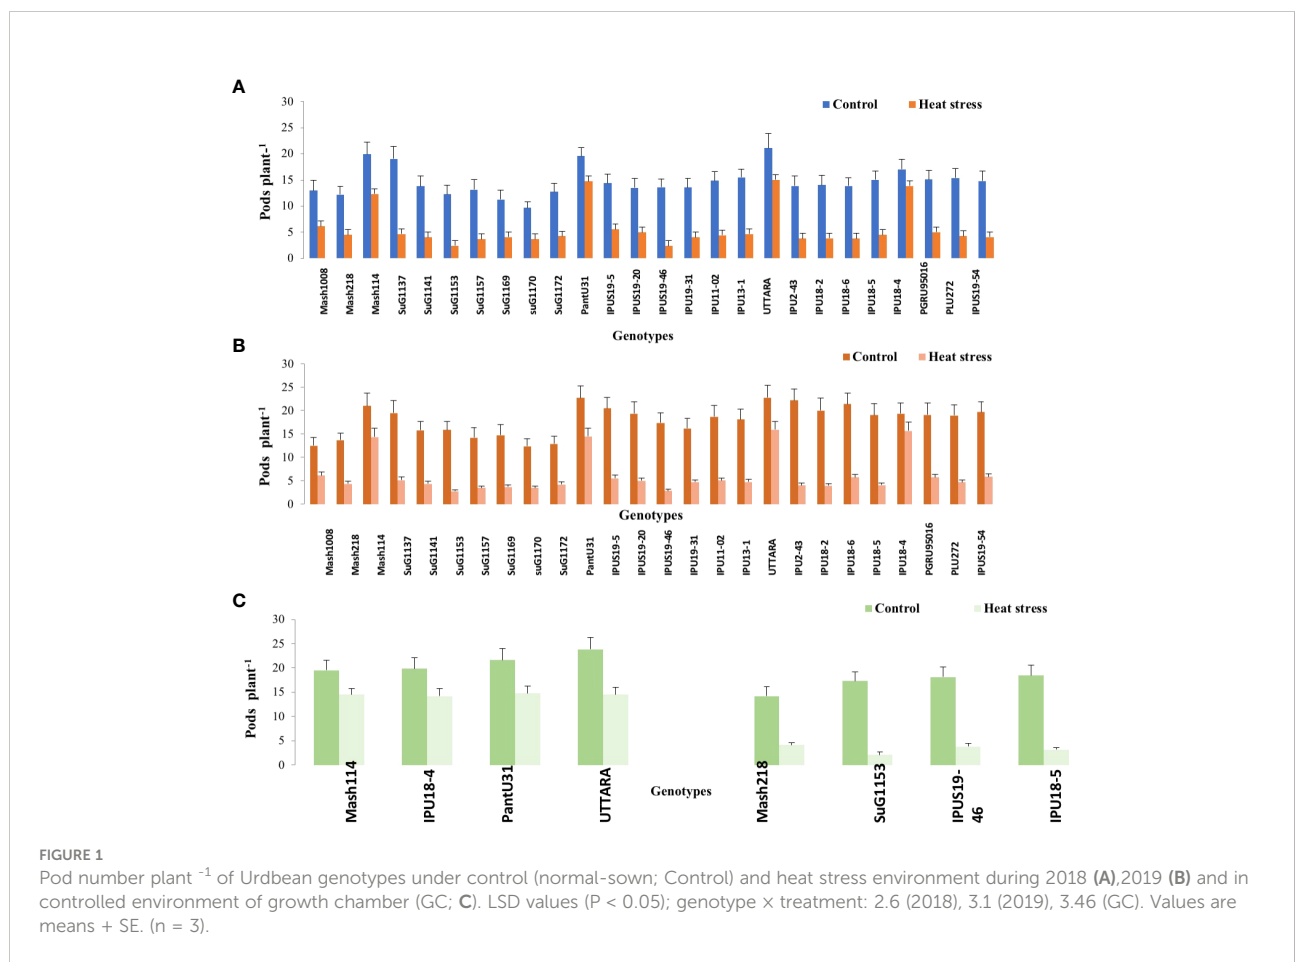 A
Control
Heat stress
Pods plant-1
30
25
20
15
10
5
0
Mash1008
Mash218
Mash114
SuG1137
SuG1141
SuG1153
SuG1157
SuG1169
suG1170
SuG1172
PantU31
IPUS19-5
IPUS19-20
IPUS19-46
IPU19-31
IPU11-02
IPU13-1
UTTARA
IPU2-43
IPU18-2
IPU18-6
IPU18-5
IPU18-4
PGRU95016
PLU272
IPUS19-54
Genotypes
B
Control
Heat stress
Pods plant-1
30
25
20
15
10
5
0
Genotypes
Mash1008
Mash218
Mash114
SuG1137
SuG1141
SuG1153
SuG1157
SuG1169
suG1170
SuG1172
PantU31
IPUS19-5
IPUS19-20
IPUS19-46
IPU19-31
IPU11-02
IPU13-1
UTTARA
IPU2-43
IPU18-2
IPU18-6
IPU18-5
IPU18-4
PGRU95016
PLU272
IPUS19-54
C
Control
Heat stress
Pods plant-1
30
25
20
15
10
5
0
Mash114
IPU18-4
PantU31
UTTARA
Genotypes
Mash218
SuG1153
IPUS19-
46
IPU18-5
FIGURE 1
Pod number plant -1 of Urdbean genotypes under control (normal-sown; Control) and heat stress environment during 2018 (A),2019 (B) and in
controlled environment of growth chamber (GC; C). LSD values (P < 0.05); genotype × treatment: 2.6 (2018), 3.1 (2019), 3.46 (GC). Values are
means + SE. (n = 3).